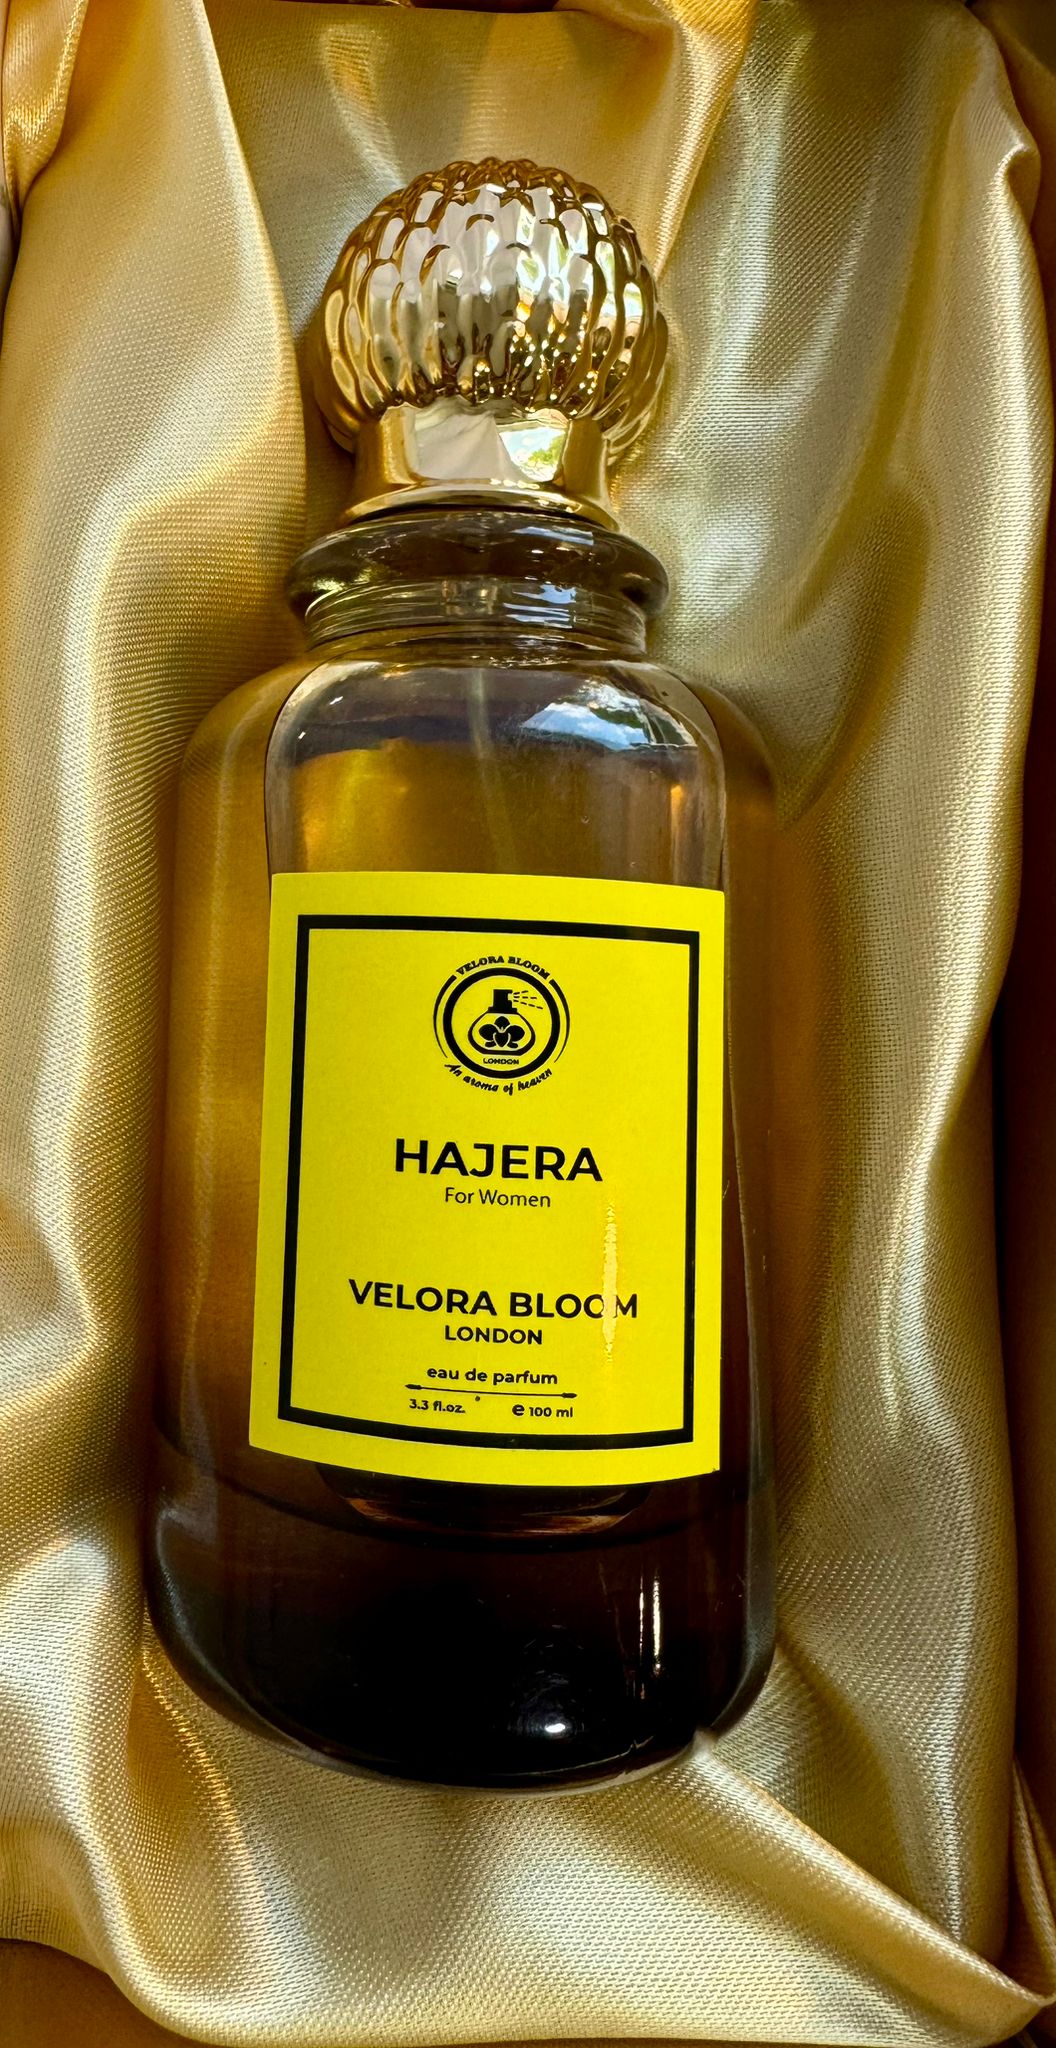 VELORA BLOOM
LONDON
An aroma of heaven
HAJERA
For Women
VELORA BLOOM
LONDON
eau de parfum
3.3 fl.oz. e 100 ml